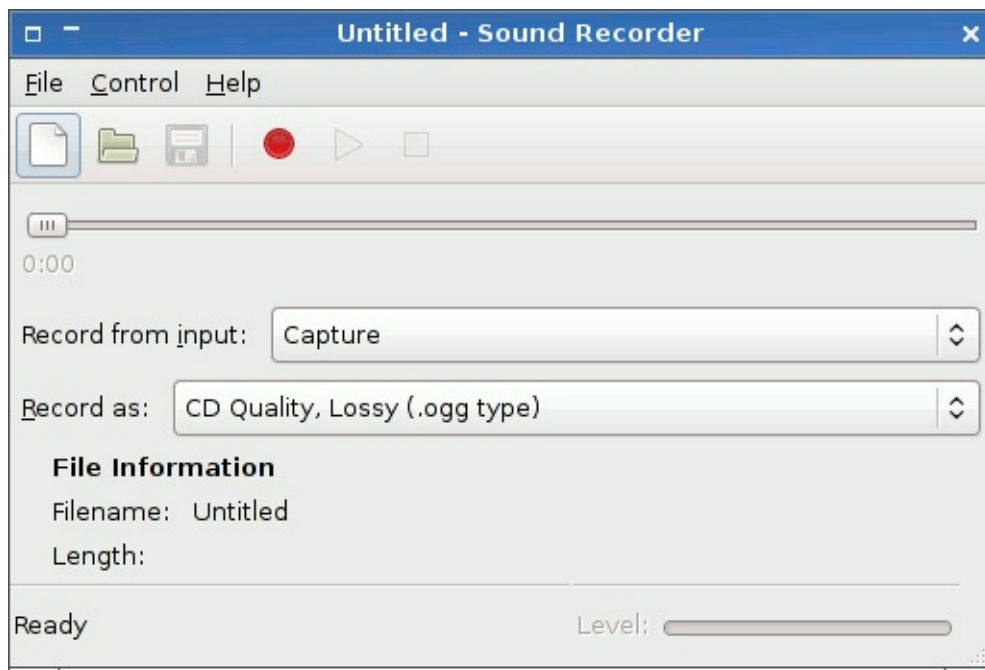 Untitled - Sound Recorder
File Control Help
0:00
Record from input: Capture
Record as: CD Quality, Lossy (.ogg type)
File Information
Filename: Untitled
Length:
Ready Level: